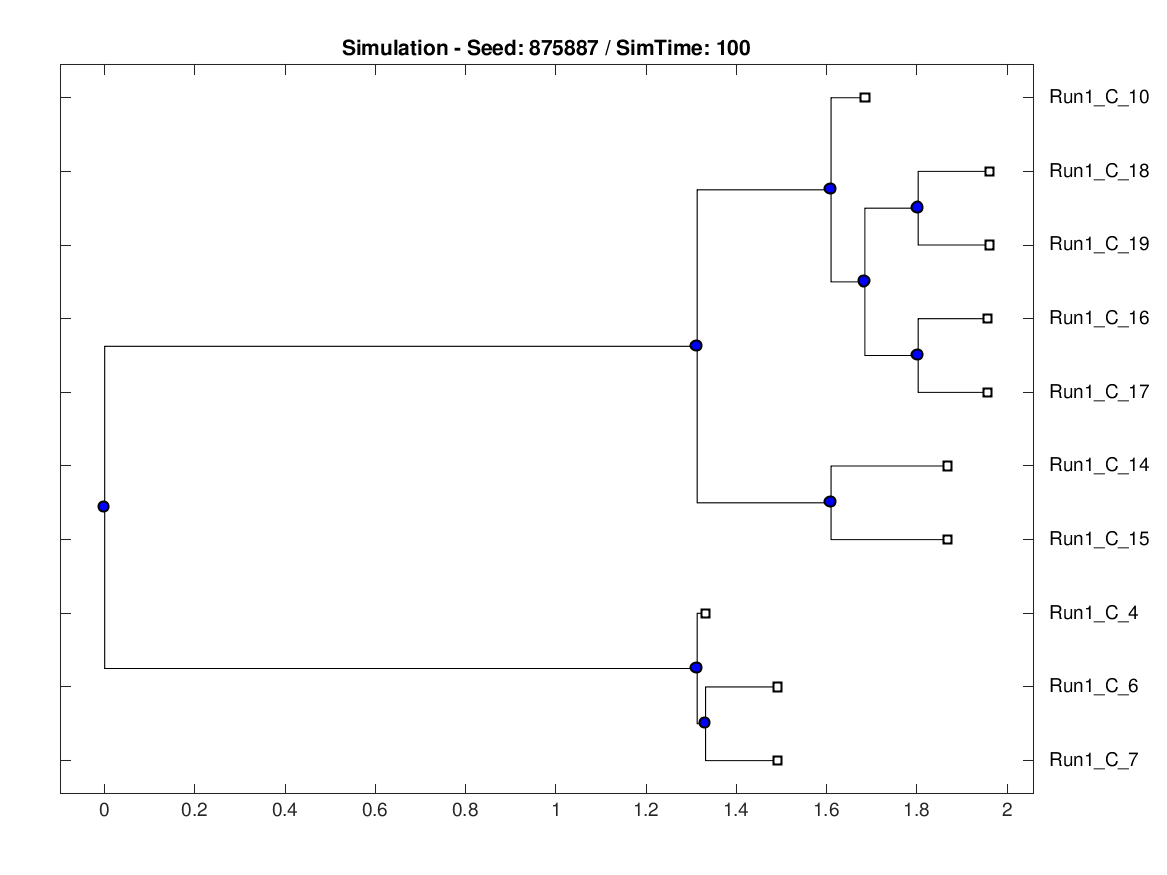 Simulation - Seed: 875887 / SimTime: 100
Run1_C_10
Run1_C_18
Run1_C_19
Run1_C_16
Run1_C_17
Run1_C_14
Run1_C_15
Run1_C_4
Run1_C_6
Run1_C_7
0 0.2 0.4 0.6 0.8 1 1.2 1.4 1.6 1.8 2